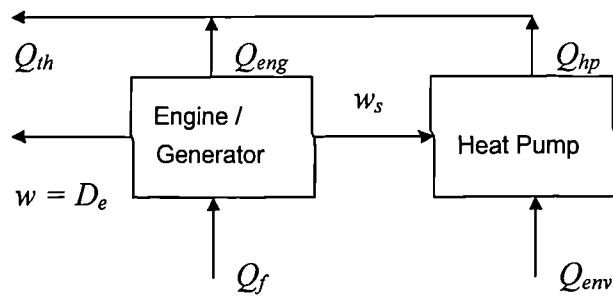 Q_th
Q_eng
Q_hp
w_s
Engine /
Generator
Heat Pump
w = D_e
Q_f
Q_env